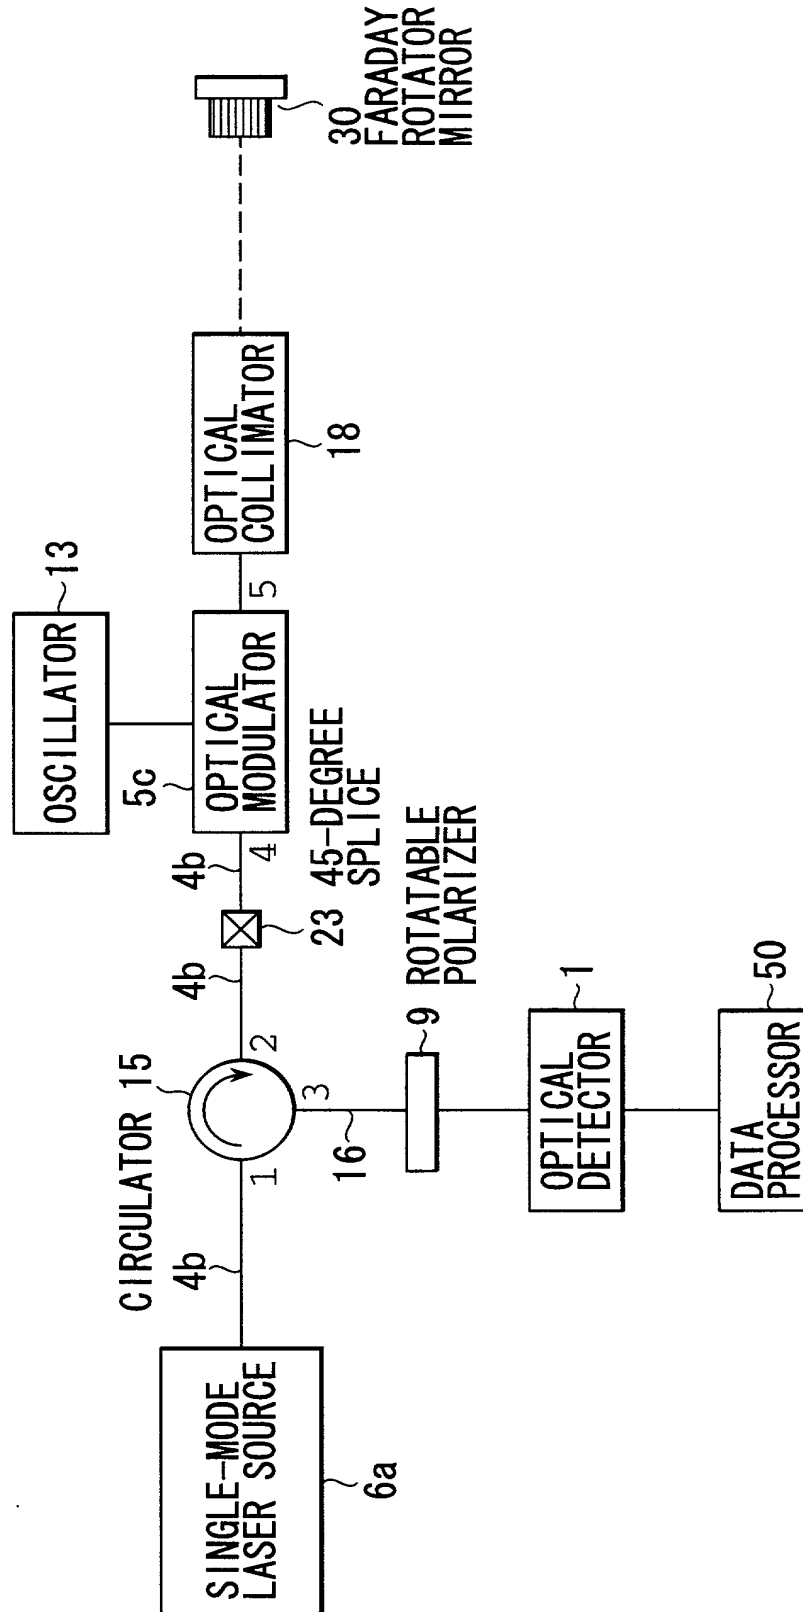 OSCILLATOR
13
5c
CIRCULATOR 15
4b
4b
4b
SINGLE-MODE
LASER SOURCE
6a
1
2
3
23
45-DEGREE
SPLICE
4
OPTICAL
MODULATOR
5
OPTICAL
COLLIMATOR
18
30
FARADAY
ROTATOR
MIRROR
16
9
ROTATABLE
POLARIZER
OPTICAL
DETECTOR
1
DATA
PROCESSOR
50